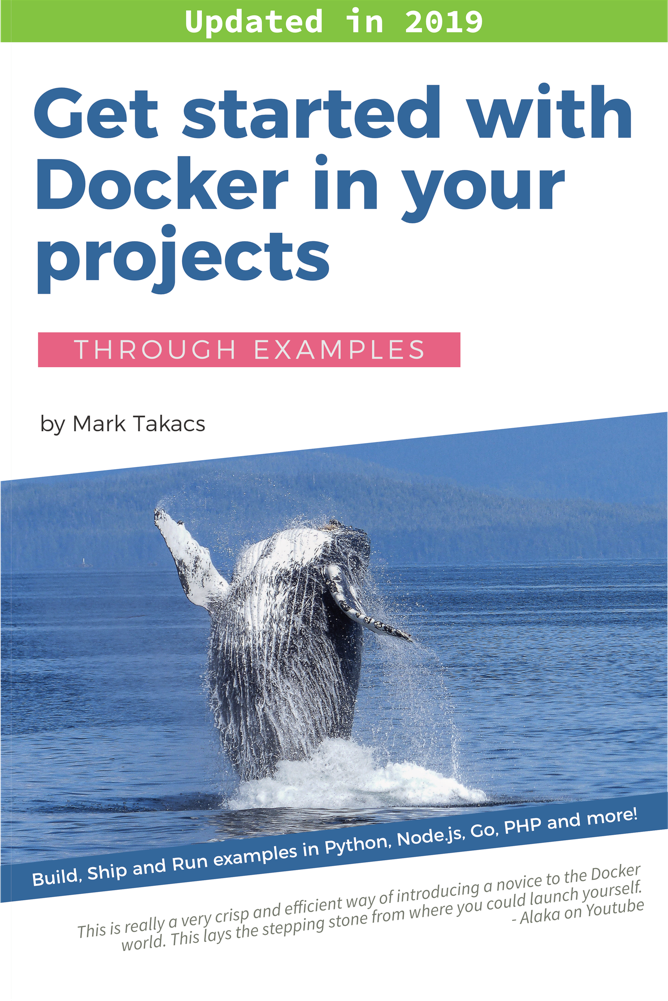 Updated in 2019
Get started with
Docker in your
projects
THROUGH EXAMPLES
by Mark Takacs
Build, Ship and Run examples in Python, Node.js, Go, PHP and more!
This is really a very crisp and efficient way of introducing a novice to the Docker
world. This lays the stepping stone from where you could launch yourself.
- Alaka on Youtube